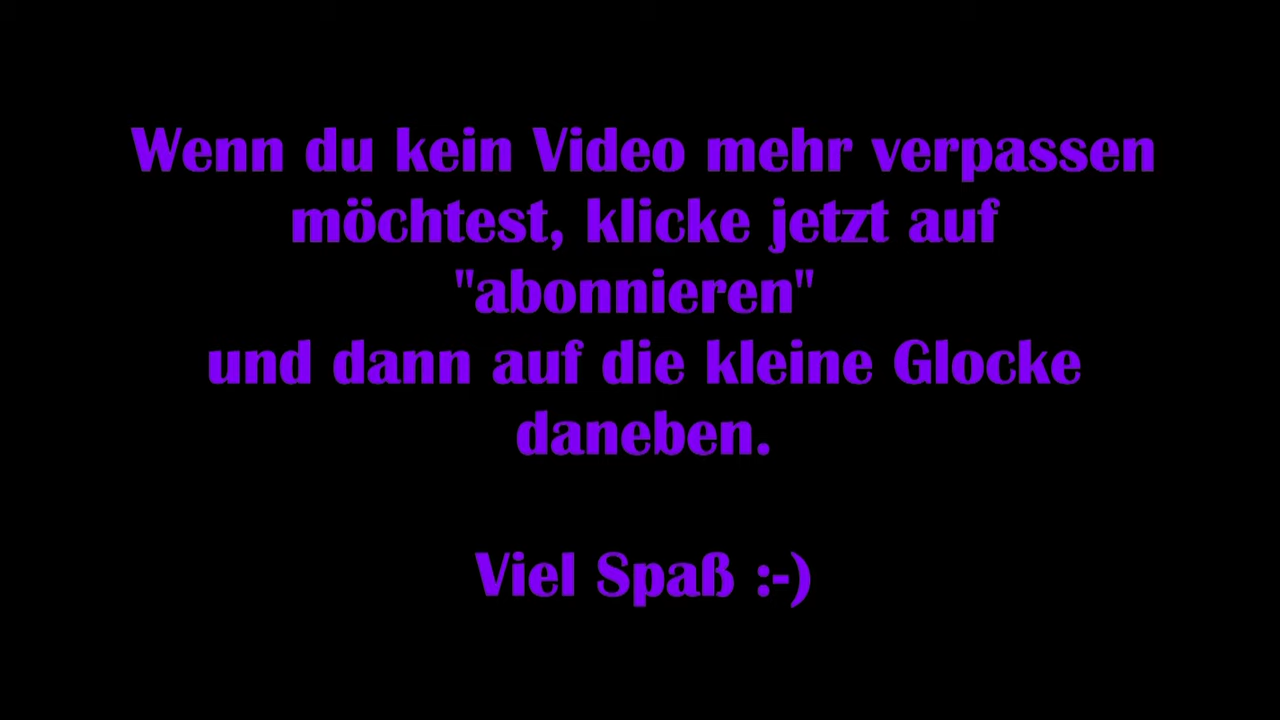 Wenn du kein Video mehr verpassen
möchtest, klicke jetzt auf
"abonnieren"
und dann auf die kleine Glocke
daneben.
Viel Spaß :-)